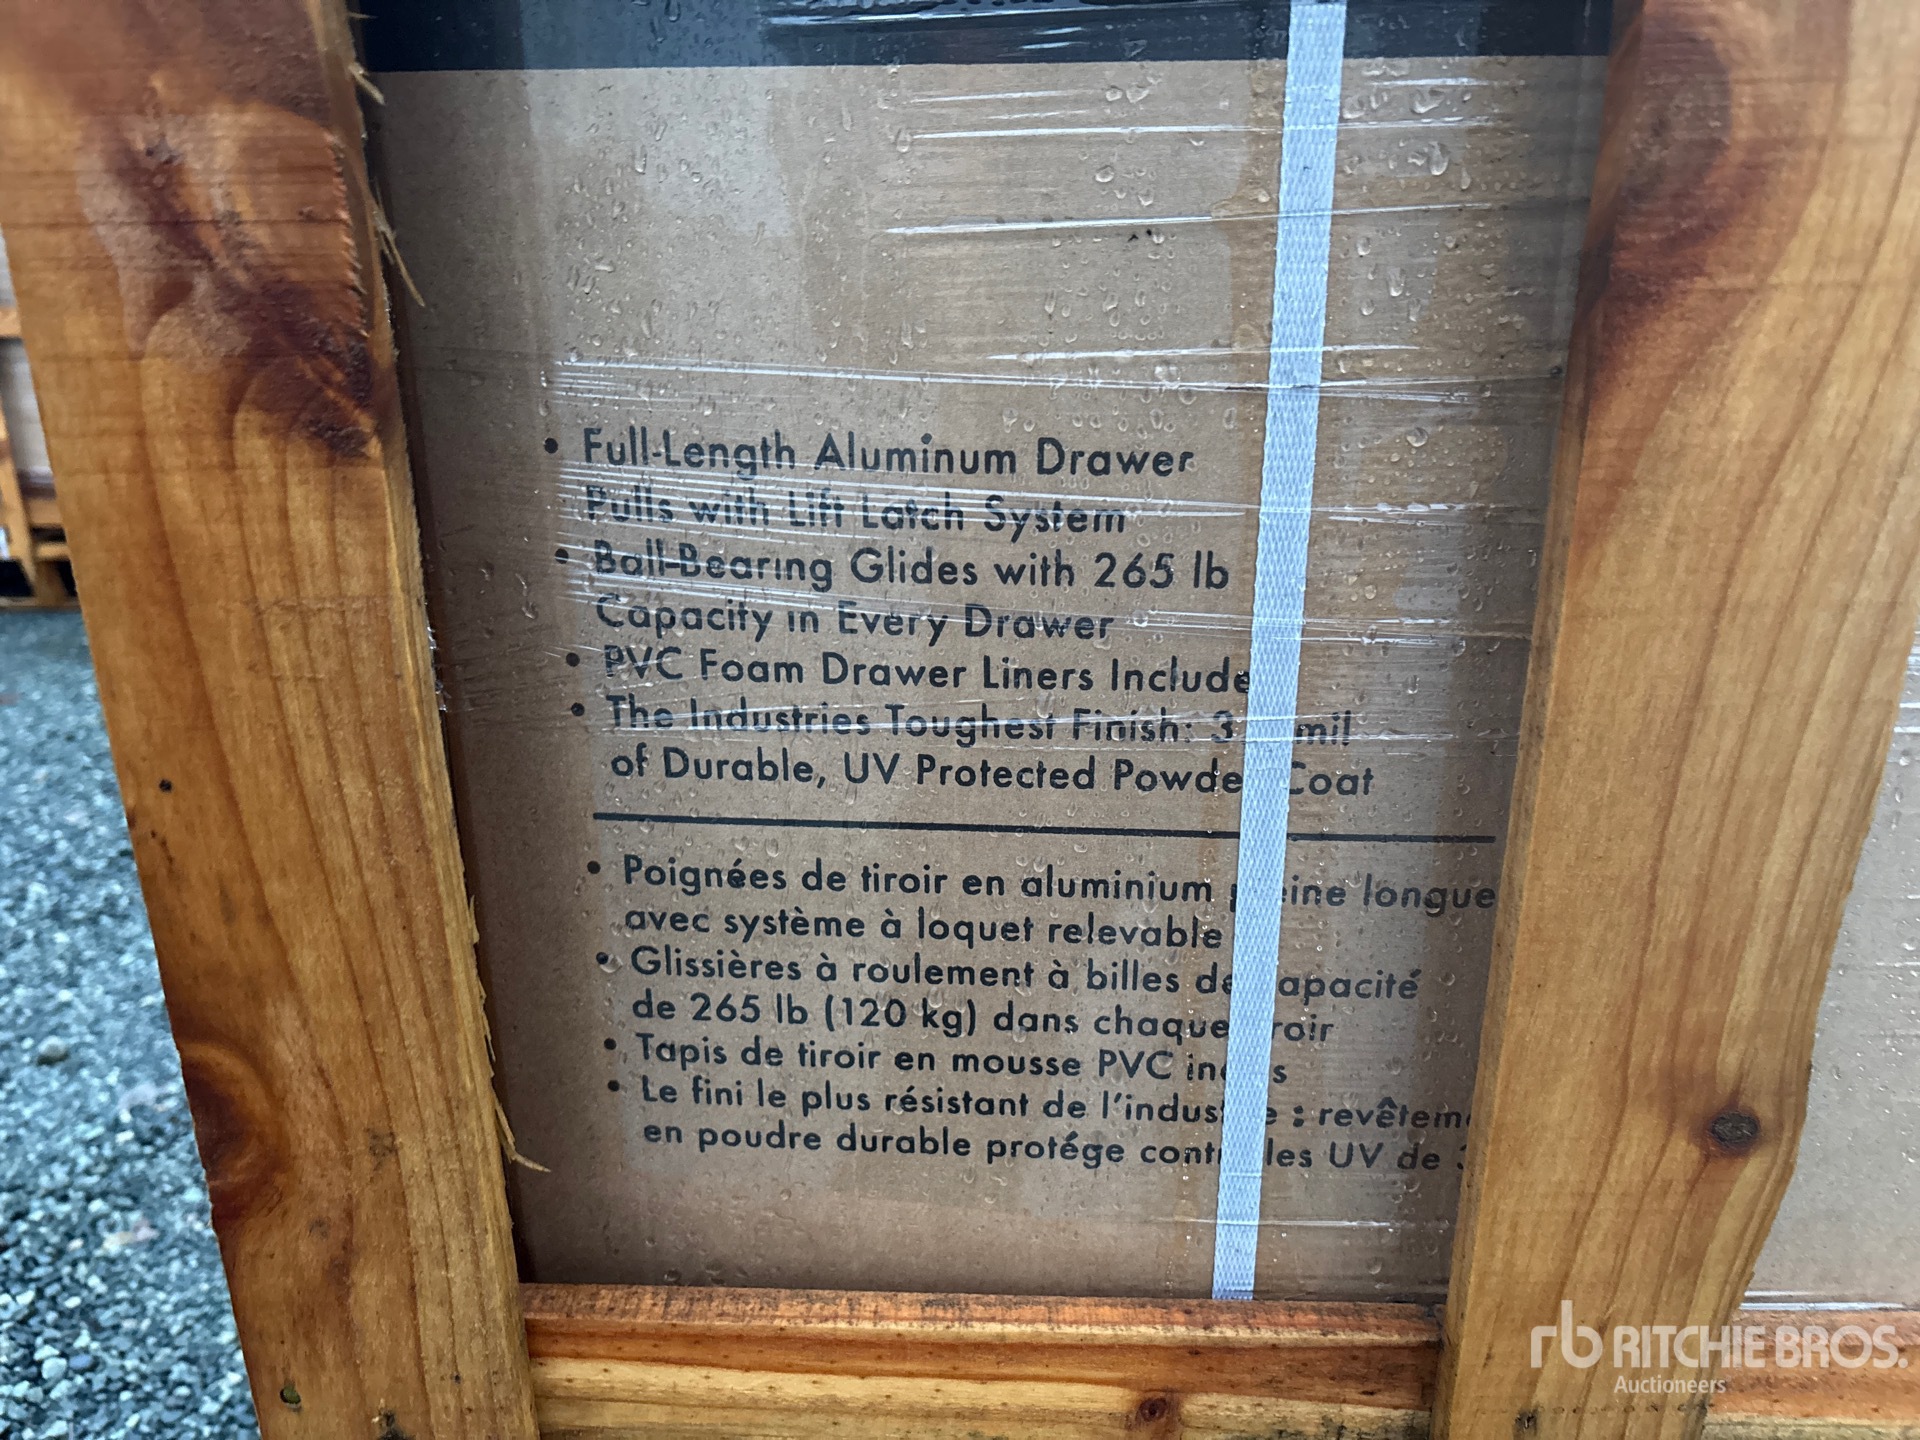 • Full-Length Aluminum Drawer
Pulls with Lift Latch System
• Ball-Bearing Glides with 265 lb
Capacity in Every Drawer
• PVC Foam Drawer Liners Include
• The Industries Toughest Finish: 3 mil
of Durable, UV Protected Powde Coat
• Poignées de tiroir en aluminium longue
avec système à loquet relevable
• Glissières à roulement à billes de apacité
de 265 lb (120 kg) dans chaque roir
• Tapis de tiroir en mousse PVC
• Le fini le plus résistant de l'indus e : revêtem
en poudre durable protége cont les UV de
rb RITCHIE BROS.
Auctioneers